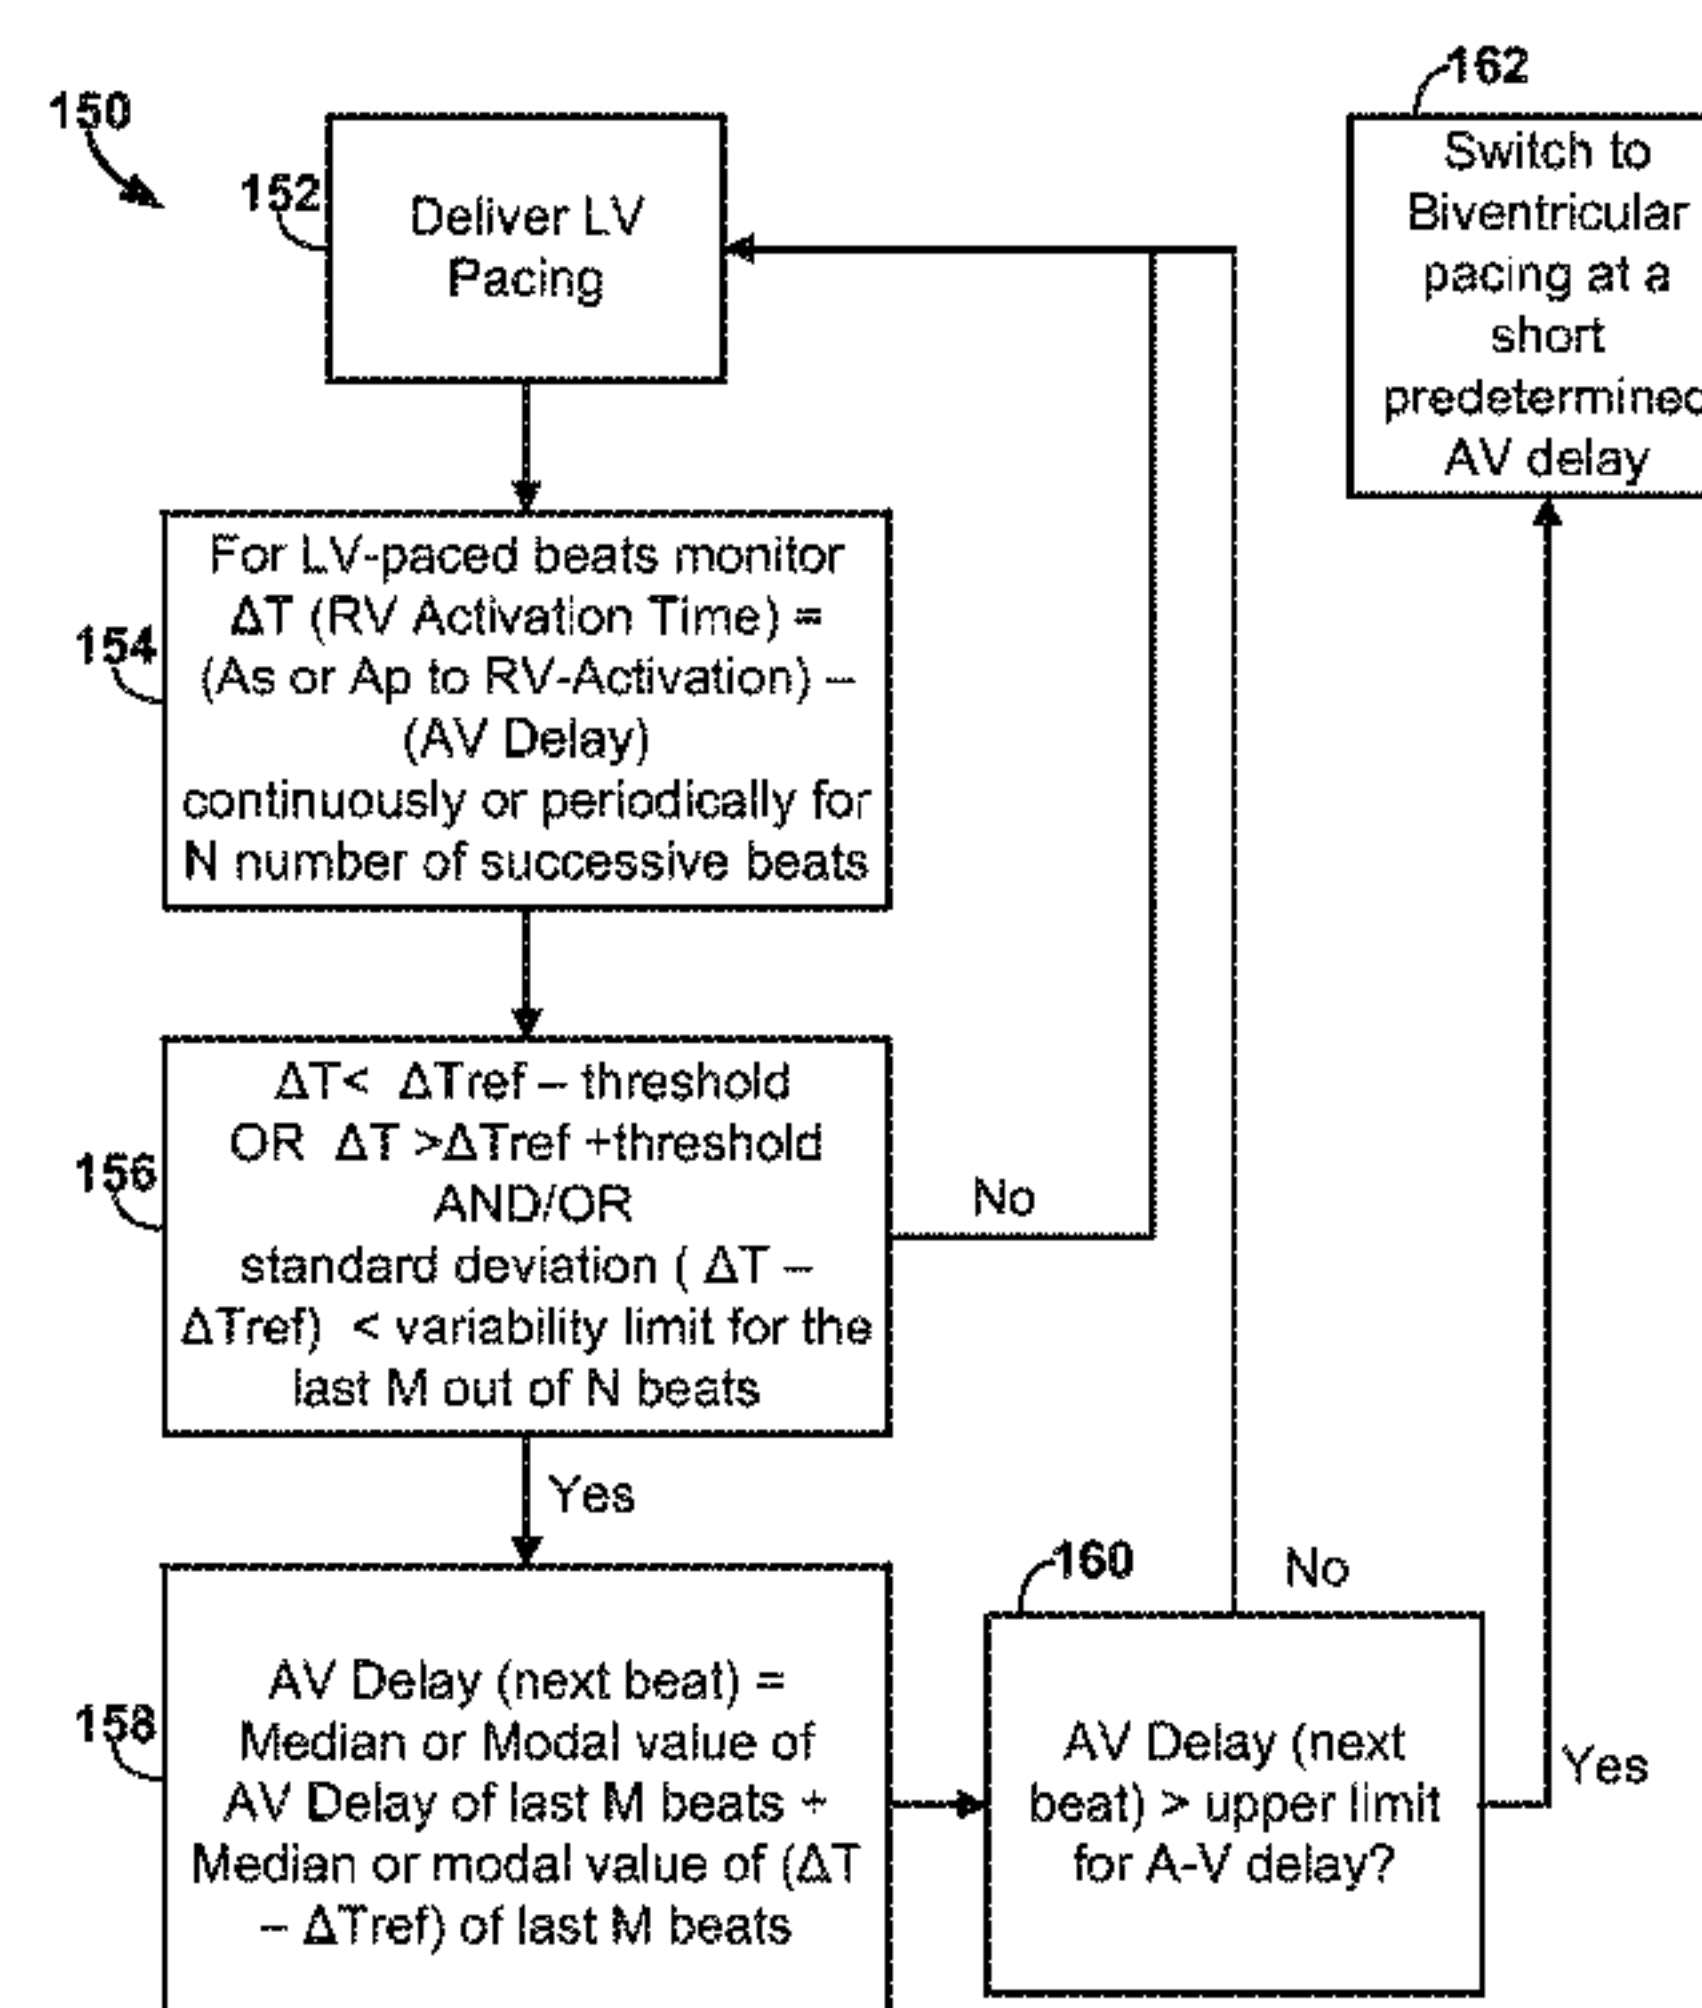 150
152
Deliver LV
Pacing
162
Switch to
Biventricular
pacing at a
short
predetermined
AV delay
154
For LV-paced beats monitor
ΔT (RV Activation Time) =
(As or Ap to RV-Activation) –
(AV Delay)
continuously or periodically for
N number of successive beats
156
ΔT< ΔTref – threshold
OR ΔT >ΔTref +threshold
AND/OR
standard deviation ( ΔT –
ΔTref) < variability limit for the
last M out of N beats
No
Yes
158
AV Delay (next beat) =
Median or Modal value of
AV Delay of last M beats +
Median or modal value of (ΔT
– ΔTref) of last M beats
160
No
AV Delay (next
beat) > upper limit
for A-V delay?
Yes